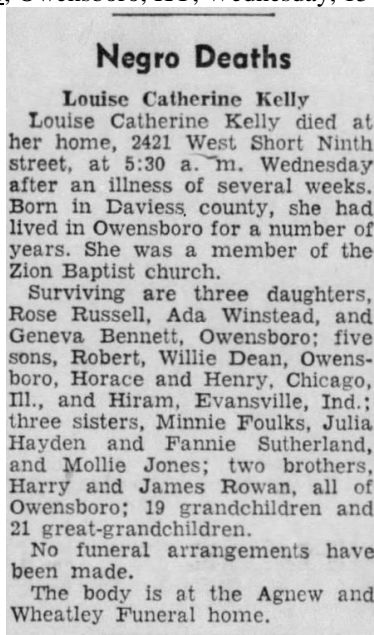 Owensboro, KY, Wednesday, 13
Negro Deaths
Louise Catherine Kelly
Louise Catherine Kelly died at
her home, 2421 West Short Ninth
street, at 5:30 a. m. Wednesday
after an illness of several weeks.
Born in Daviess county, she had
lived in Owensboro for a number of
years. She was a member of the
Zion Baptist church.
Surviving are three daughters,
Rose Russell, Ada Winstead, and
Geneva Bennett, Owensboro; five
sons, Robert, Willie Dean, Owens-
boro, Horace and Henry, Chicago,
Ill., and Hiram, Evansville, Ind.;
three sisters, Minnie Foulks, Julia
Hayden and Fannie Sutherland,
and Mollie Jones; two brothers,
Harry and James Rowan, all of
Owensboro; 19 grandchildren and
21 great-grandchildren.
No funeral arrangements have
been made.
The body is at the Agnew and
Wheatley Funeral home.